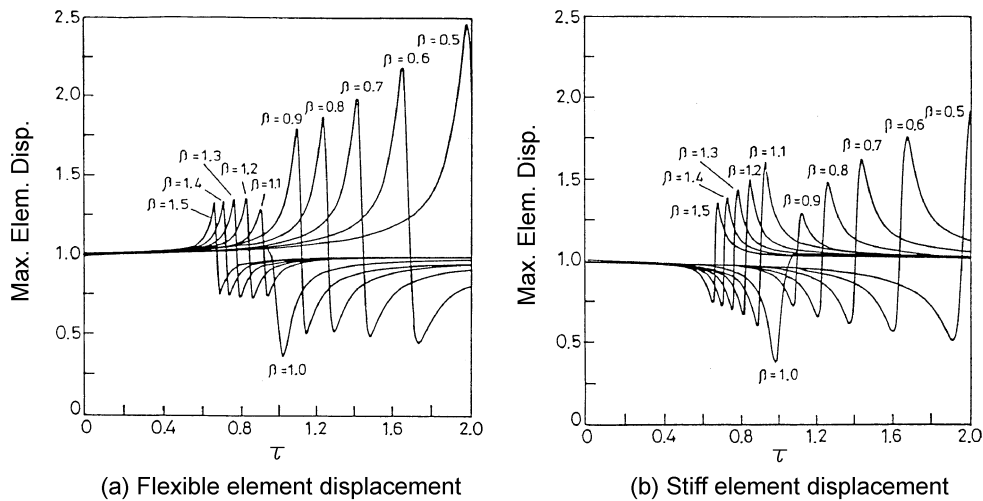 2.5
2.0
1.5
1.0
0.5
0
Max. Elem. Disp.
β = 0.5
β = 0.6
β = 0.7
β = 0.8
β = 0.9
β = 1.3
β = 1.2
β = 1.4
β = 1.1
β = 1.5
β = 1.0
0 0.4 0.8 1.2 1.6 2.0
τ
(a) Flexible element displacement
2.5
2.0
1.5
1.0
0.5
0
Max. Elem. Disp.
β = 0.5
β = 0.6
β = 0.7
β = 1.1
β = 1.3
β = 1.2
β = 0.8
β = 1.4
β = 0.9
β = 1.5
β = 1.0
0 0.4 0.8 1.2 1.6 2.0
τ
(b) Stiff element displacement